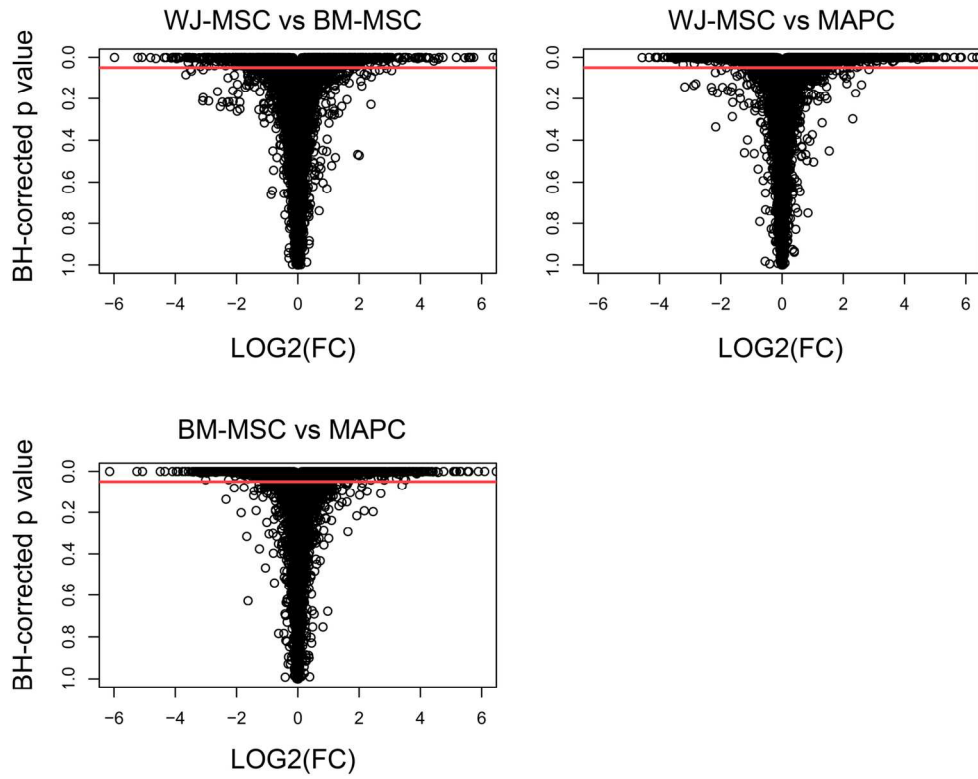 WJ-MSC vs BM-MSC
BH-corrected p value
0.0
0.2
0.4
0.6
0.8
1.0
−6 −4 −2 0 2 4 6
LOG2(FC)
WJ-MSC vs MAPC
0.0
0.2
0.4
0.6
0.8
1.0
−6 −4 −2 0 2 4 6
LOG2(FC)
BM-MSC vs MAPC
BH-corrected p value
0.0
0.2
0.4
0.6
0.8
1.0
−6 −4 −2 0 2 4 6
LOG2(FC)